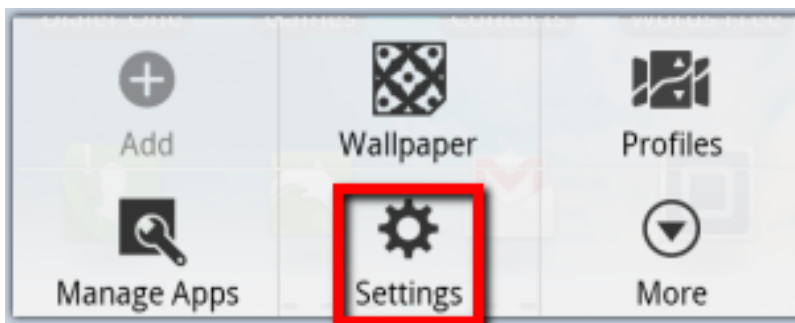 Add
Wallpaper
Profiles
Manage Apps
Settings
More